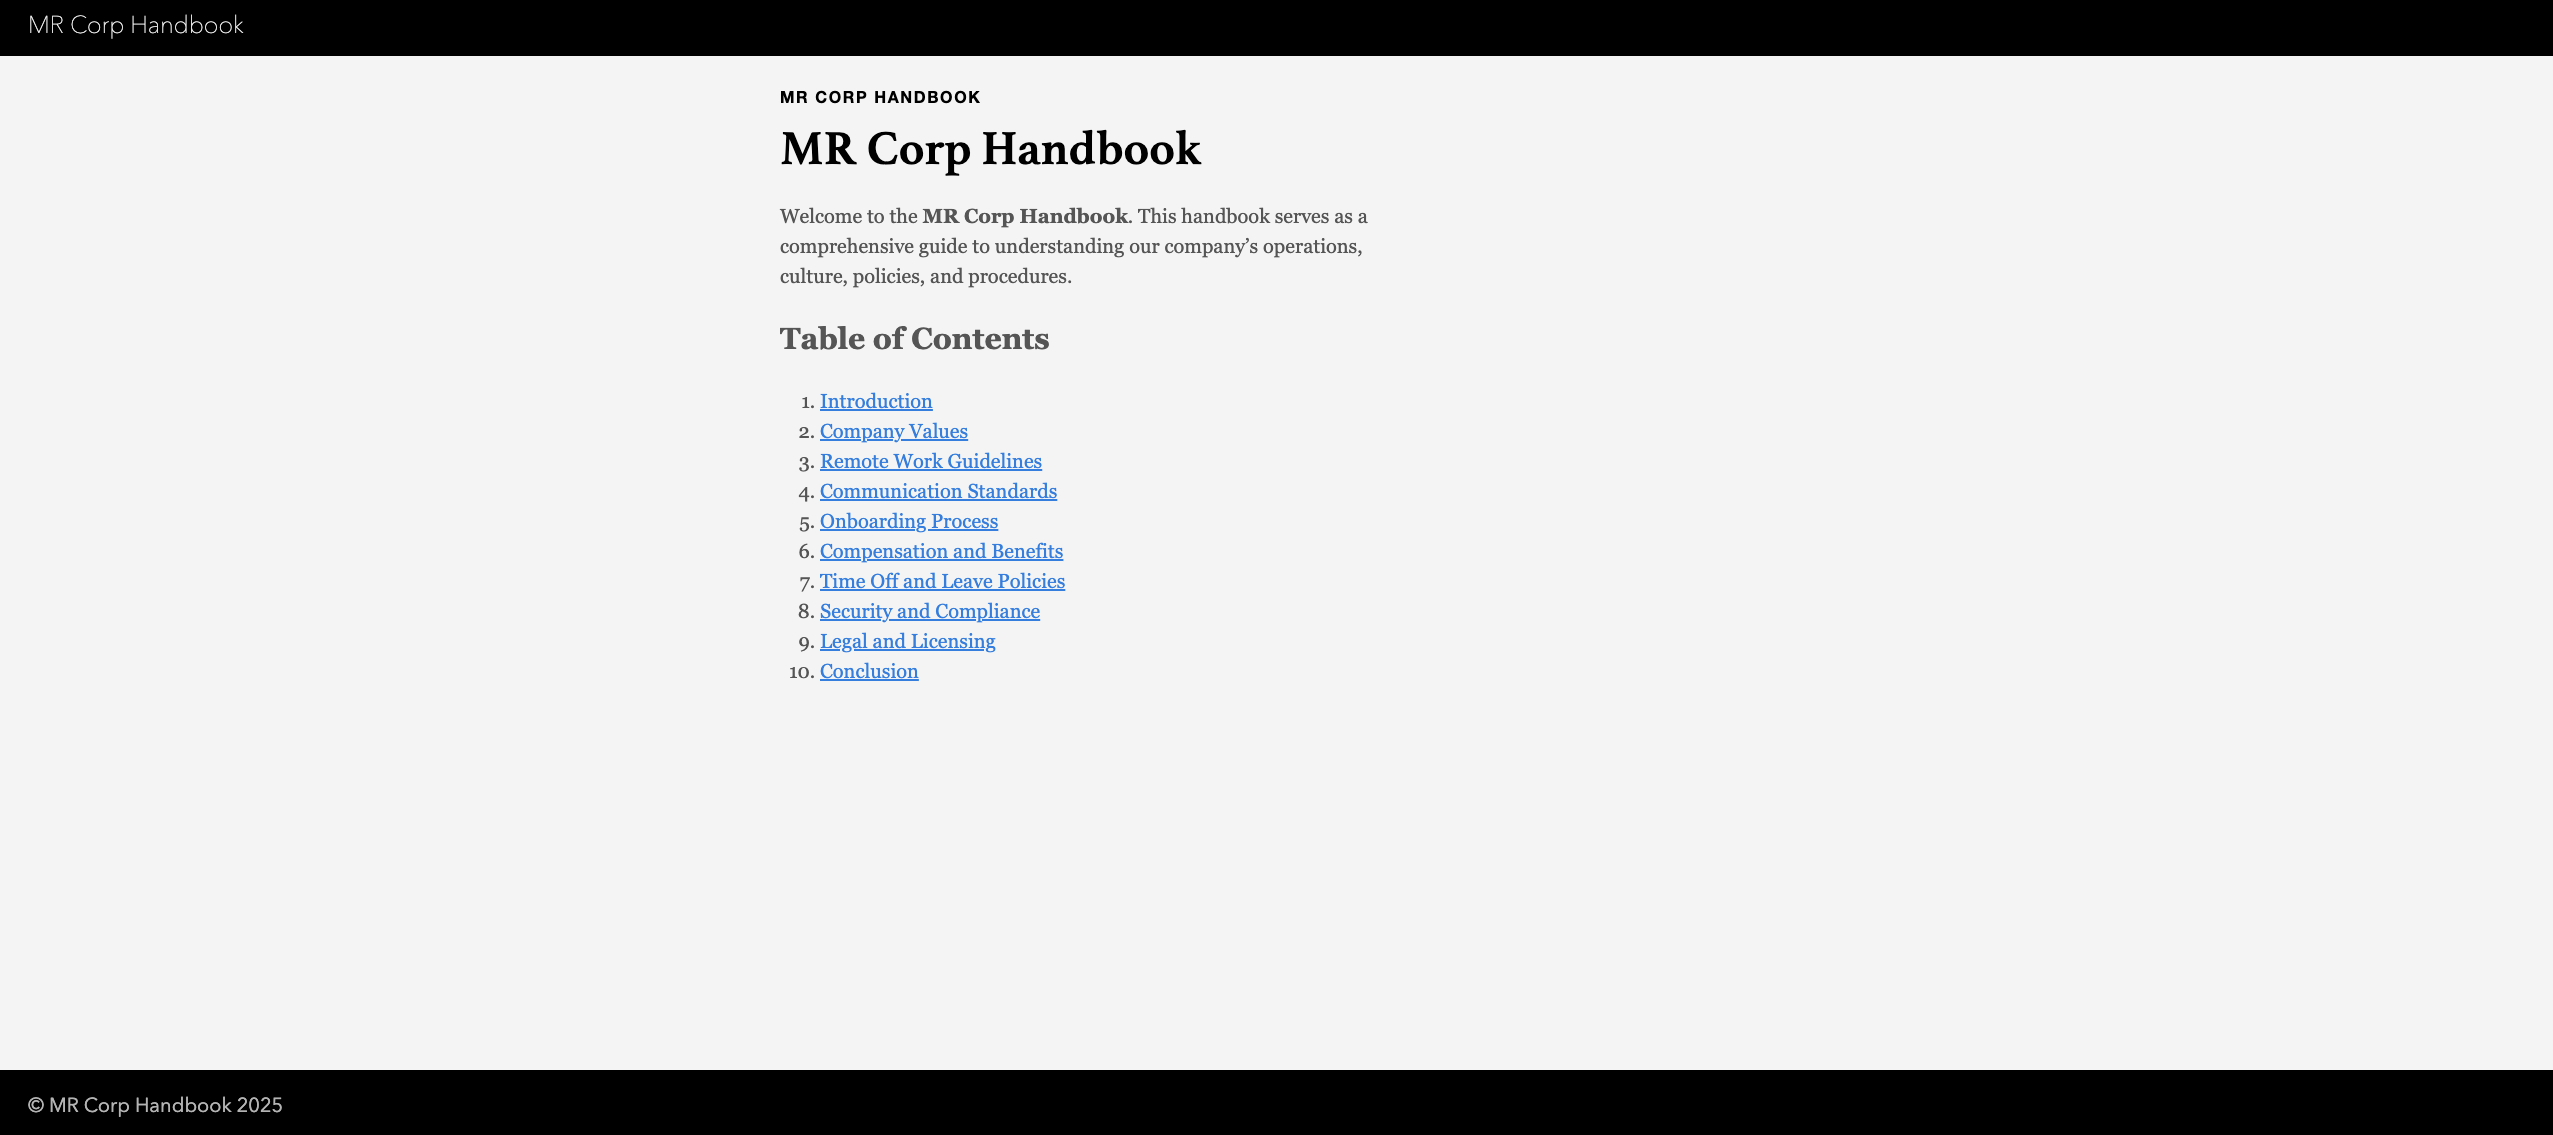 MR Corp Handbook
MR CORP HANDBOOK
MR Corp Handbook
Welcome to the MR Corp Handbook. This handbook serves as a
comprehensive guide to understanding our company’s operations,
culture, policies, and procedures.
Table of Contents
1. Introduction
2. Company Values
3. Remote Work Guidelines
4. Communication Standards
5. Onboarding Process
6. Compensation and Benefits
7. Time Off and Leave Policies
8. Security and Compliance
9. Legal and Licensing
10. Conclusion
© MR Corp Handbook 2025